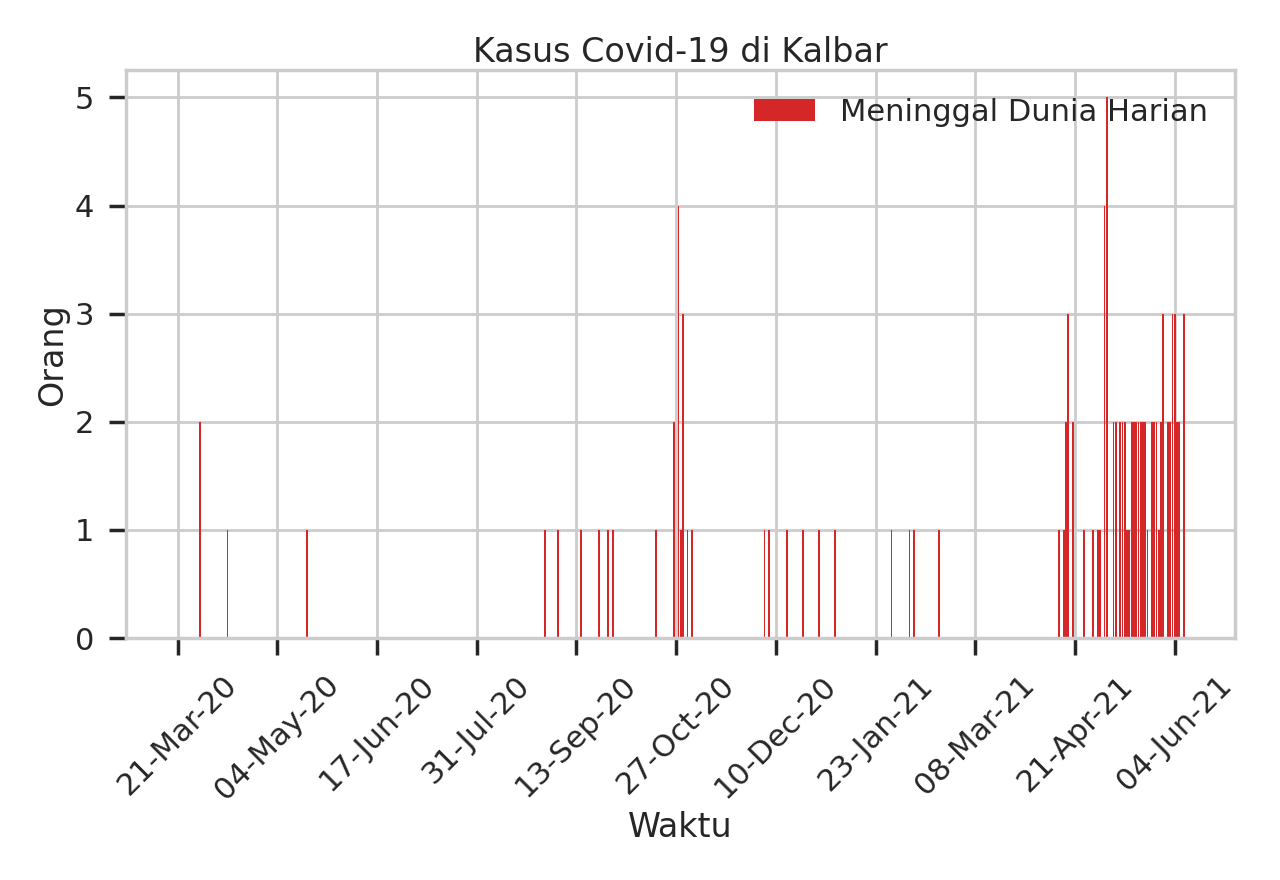 Kasus Covid-19 di Kalbar
Meninggal Dunia Harian
Orang
5
4
3
2
1
0
21-Mar-20
04-May-20
17-Jun-20
31-Jul-20
13-Sep-20
27-Oct-20
10-Dec-20
23-Jan-21
08-Mar-21
21-Apr-21
04-Jun-21
Waktu